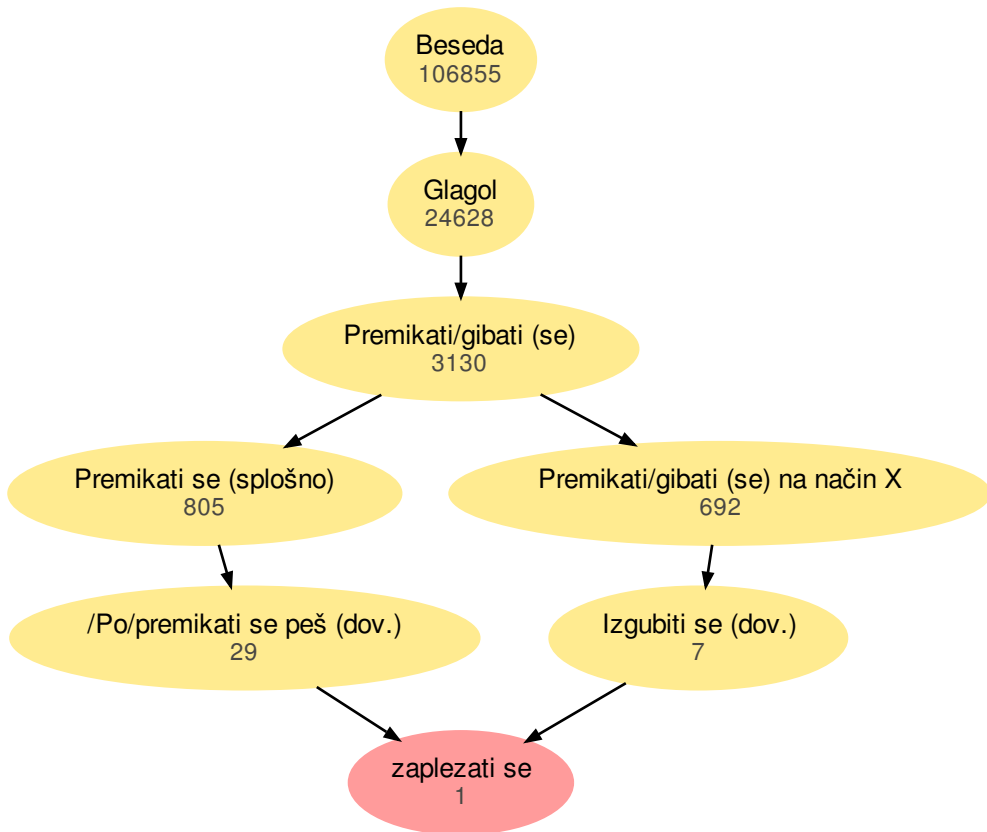 Beseda
106855
Glagol
24628
Premikati/gibati (se)
3130
Premikati se (splošno)
805
Premikati/gibati (se) na način X
692
/Po/premikati se peš (dov.)
29
Izgubiti se (dov.)
7
zaplezati se
1